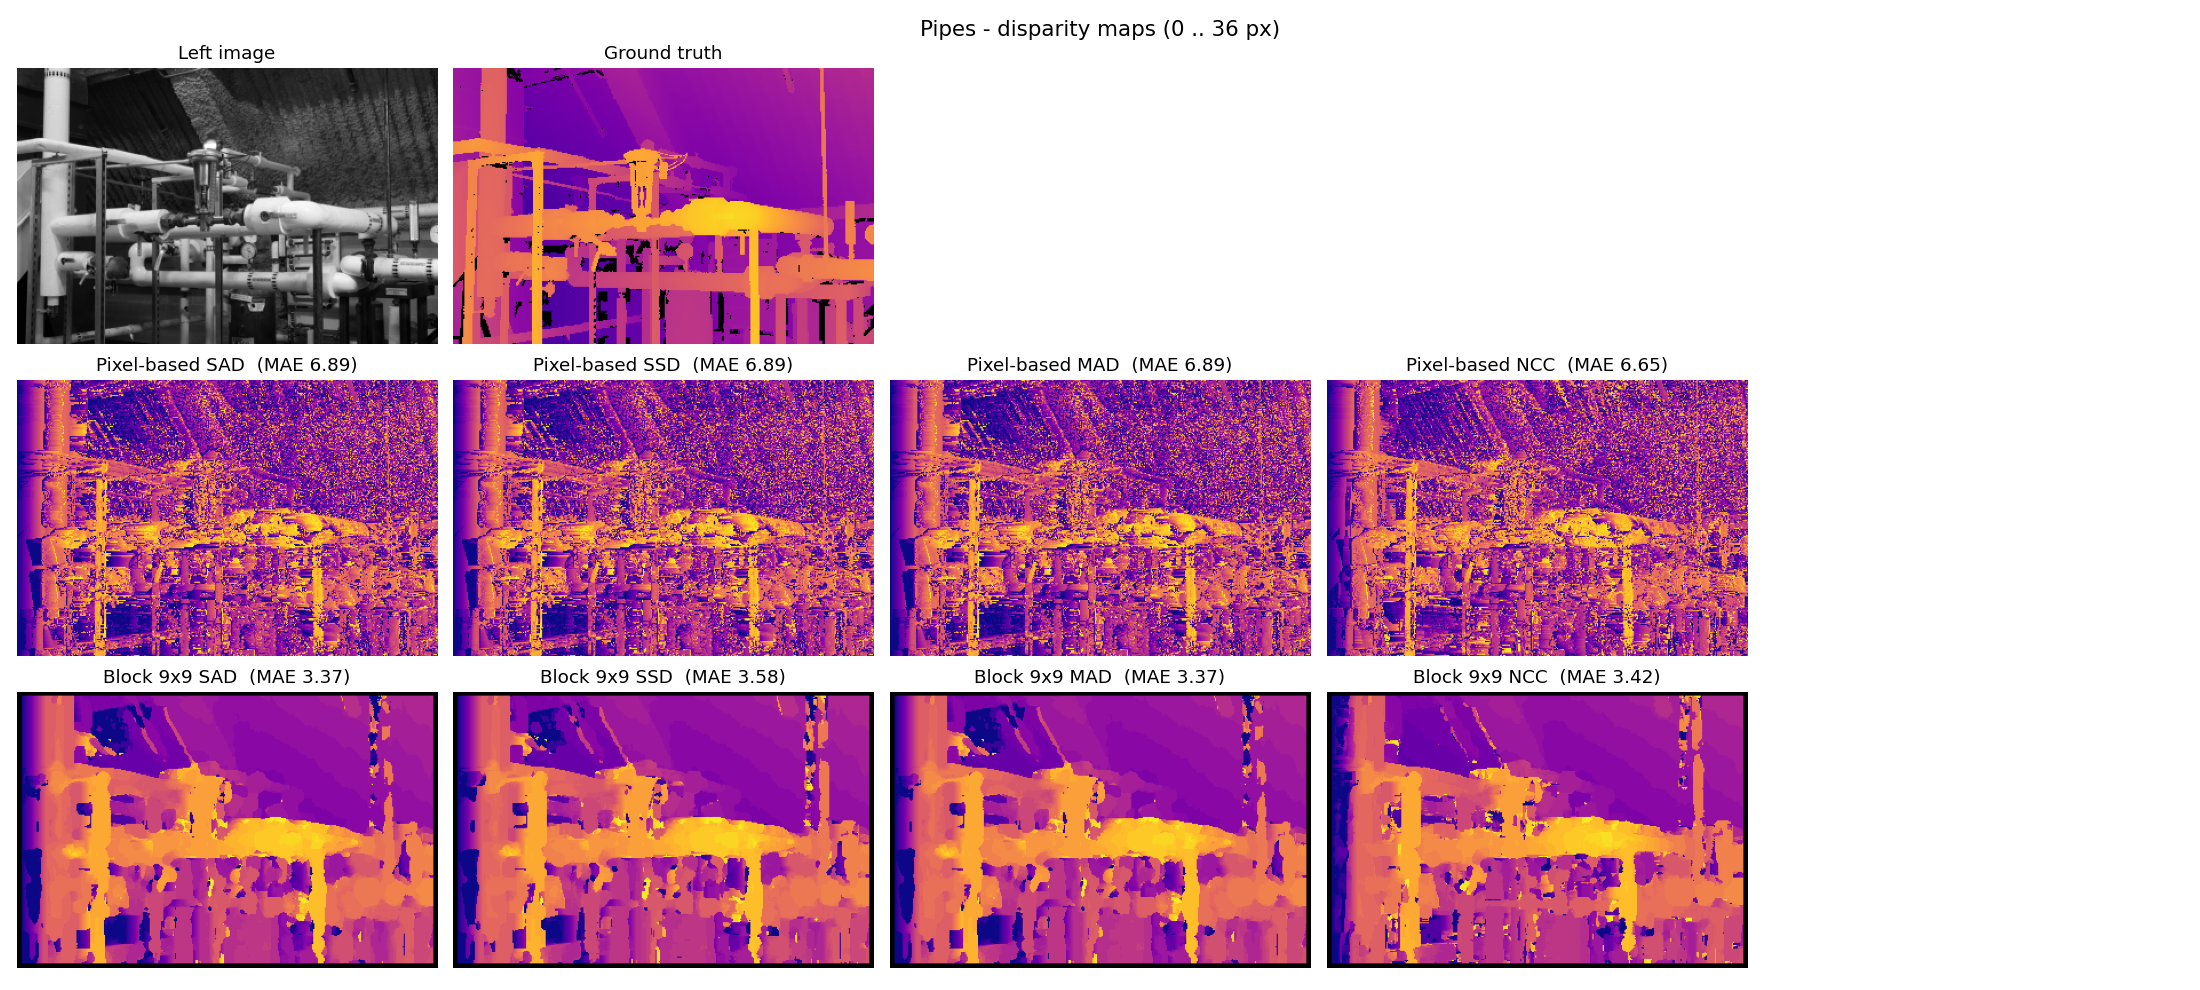 Pipes - disparity maps (0 .. 36 px)
Left image
Ground truth
Pixel-based SAD  (MAE 6.89)
Pixel-based SSD  (MAE 6.89)
Pixel-based MAD  (MAE 6.89)
Pixel-based NCC  (MAE 6.65)
Block 9x9 SAD  (MAE 3.37)
Block 9x9 SSD  (MAE 3.58)
Block 9x9 MAD  (MAE 3.37)
Block 9x9 NCC  (MAE 3.42)